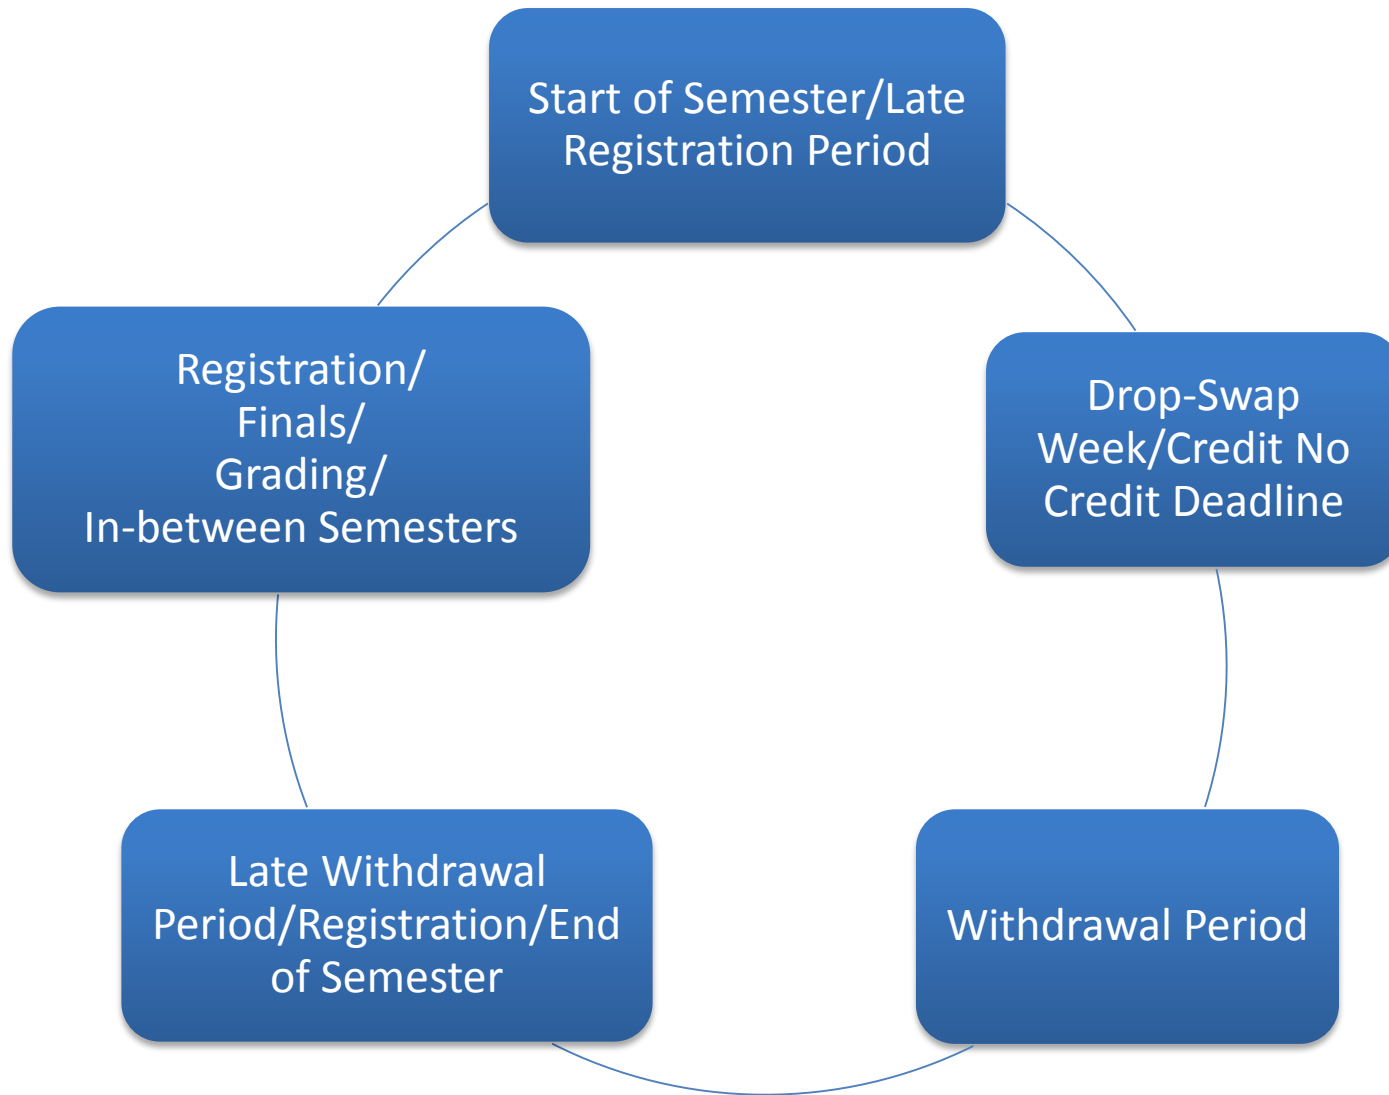 Start of Semester/Late
Registration Period
Drop-Swap
Week/Credit No
Credit Deadline
Withdrawal Period
Late Withdrawal
Period/Registration/End
of Semester
Registration/
Finals/
Grading/
In-between Semesters